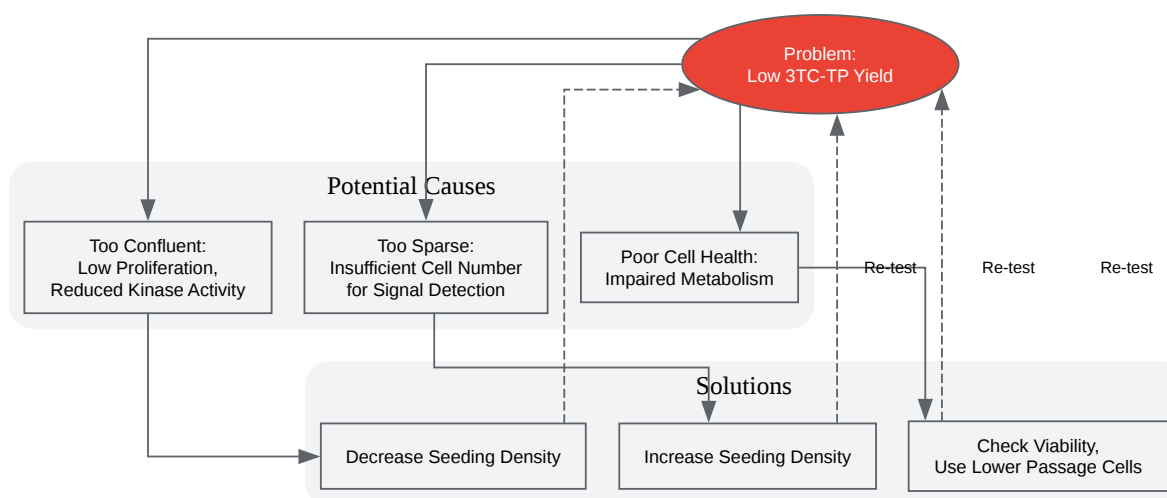 Problem:
Low 3TC-TP Yield
Potential Causes
Too Confluent:
Low Proliferation,
Reduced Kinase Activity
Too Sparse:
Insufficient Cell Number
for Signal Detection
Poor Cell Health:
Impaired Metabolism
Re-test
Re-test
Re-test
Solutions
Decrease Seeding Density
Increase Seeding Density
Check Viability,
Use Lower Passage Cells